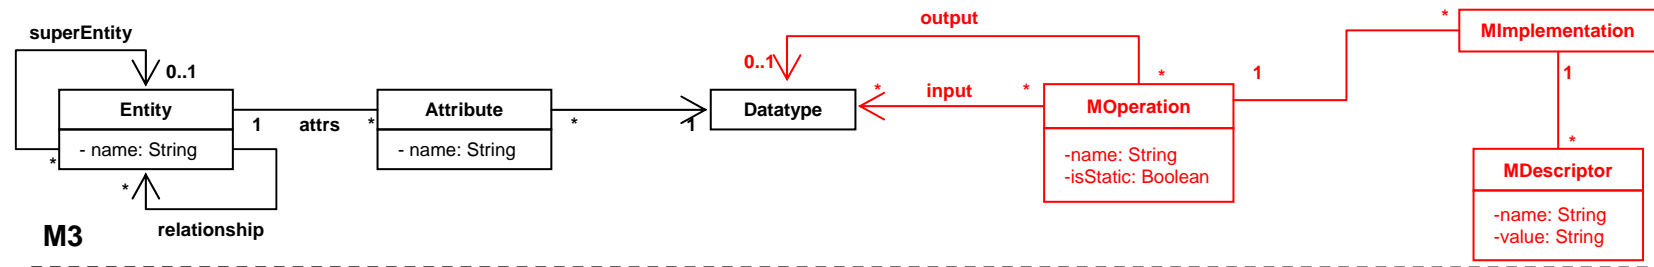 superEntity
0..1
Entity
- name: String
*
*
relationship
1
attrs
*
Attribute
- name: String
*
1
Datatype
output
0..1
*
input
*
*
MOperation
-name: String
-isStatic: Boolean
1
*
MImplementation
1
*
MDescriptor
-name: String
-value: String
M3